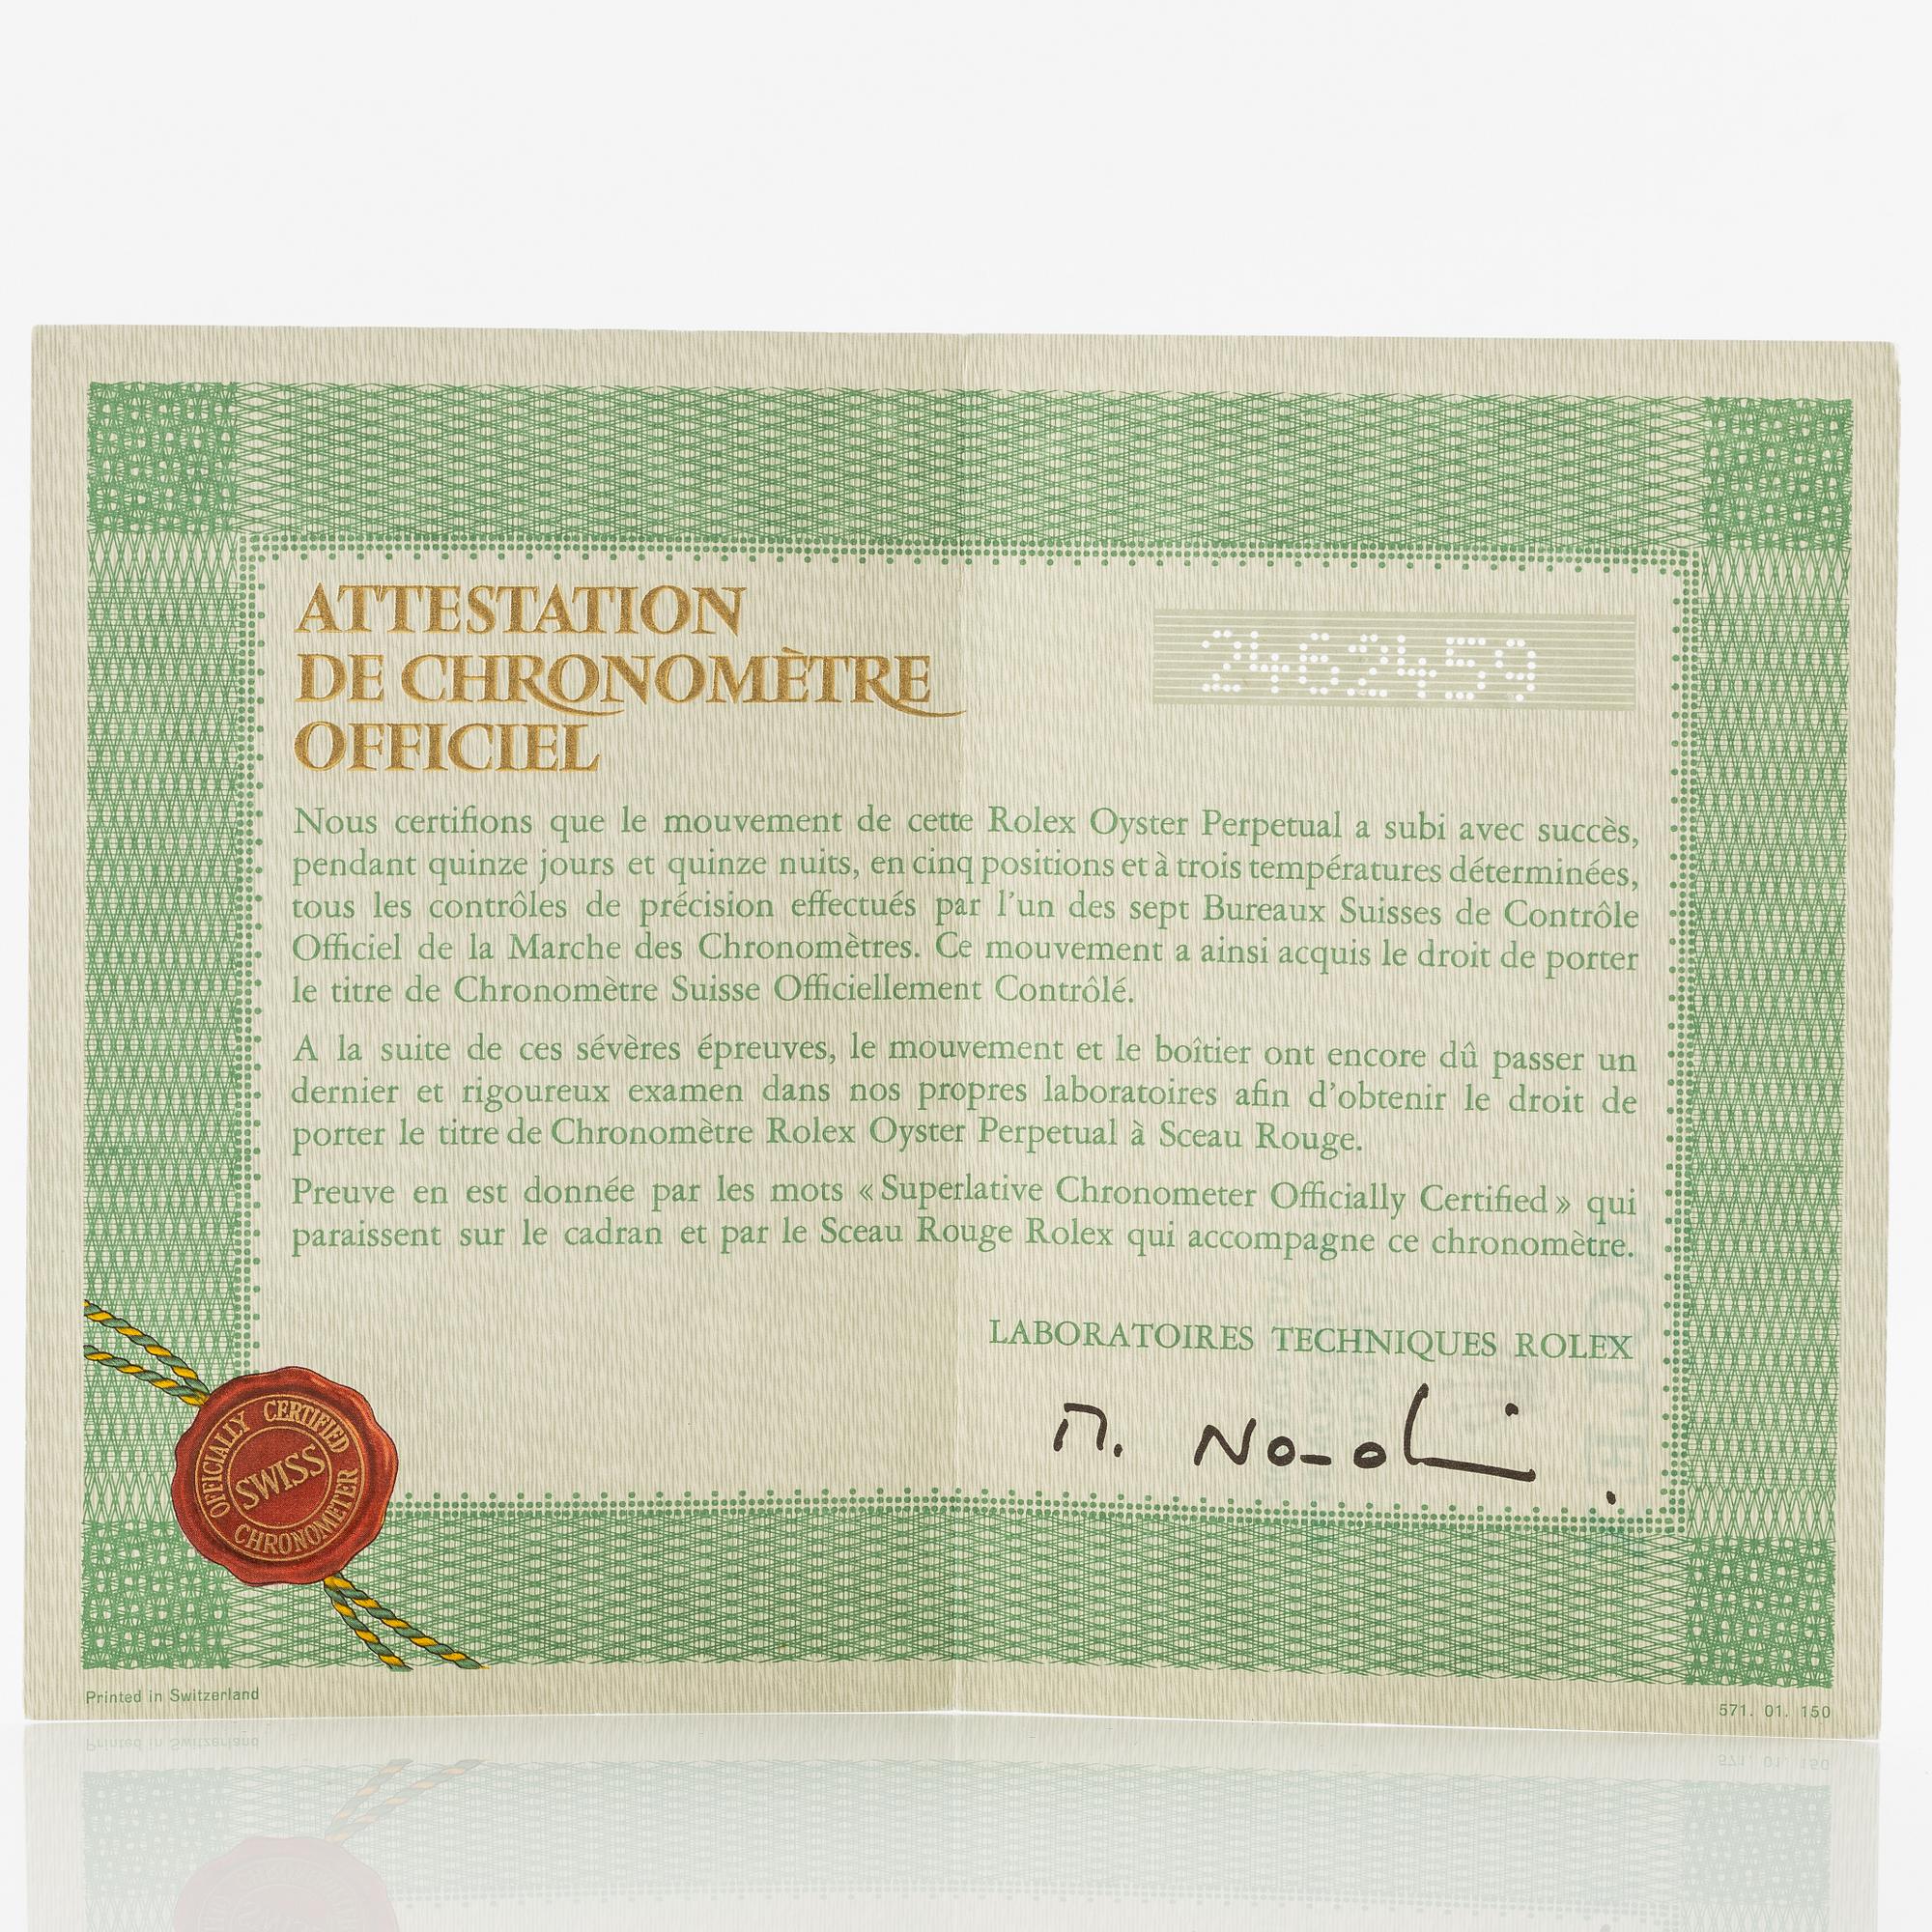 ATTESTATION
DE CHRONOMÈTRE
OFFICIEL
2462459
Nous certifions que le mouvement de cette Rolex Oyster Perpetual a subi avec succès,
pendant quinze jours et quinze nuits, en cinq positions et à trois températures déterminées,
tous les contrôles de précision effectués par l'un des sept Bureaux Suisses de Contrôle
Officiel de la Marche des Chronomètres. Ce mouvement a ainsi acquis le droit de porter
le titre de Chronomètre Suisse Officiellement Contrôlé.
A la suite de ces sévères épreuves, le mouvement et le boîtier ont encore dû passer un
dernier et rigoureux examen dans nos propres laboratoires afin d'obtenir le droit de
porter le titre de Chronomètre Rolex Oyster Perpetual à Sceau Rouge.
Preuve en est donnée par les mots «Superlative Chronometer Officially Certified» qui
paraissent sur le cadran et par le Sceau Rouge Rolex qui accompagne ce chronomètre.
LABORATOIRES TECHNIQUES ROLEX
OFFICIALLY CERTIFIED
SWISS
CHRONOMETER
Printed in Switzerland
571. 01. 150